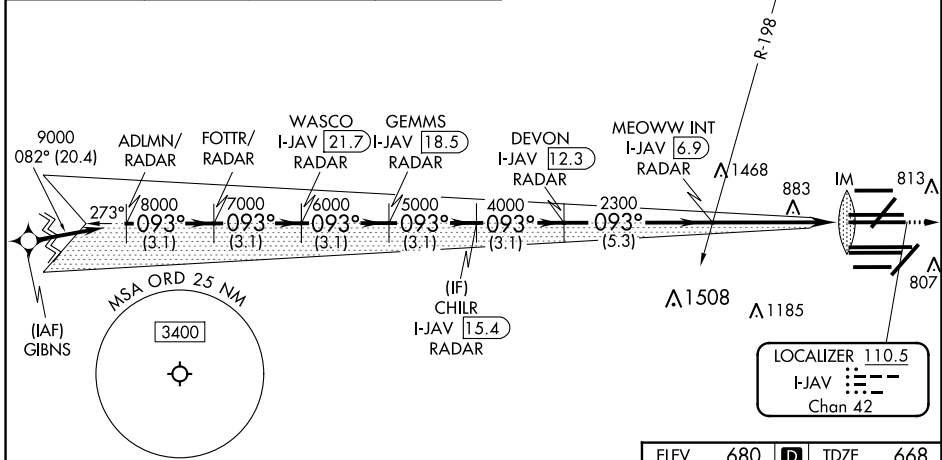 R-198
9000
082° (20.4)
273°
ADLMN/
RADAR
FOTTR/
RADAR
WASCO
I-JAV 21.7
RADAR
GEMMS
I-JAV 18.5
RADAR
DEVON
I-JAV 12.3
RADAR
MEOWW INT
I-JAV 6.9
RADAR
1468
883
IM
813
8000
093°
(3.1)
7000
093°
(3.1)
6000
093°
(3.1)
5000
093°
(3.1)
4000
093°
(3.1)
2300
093°
(5.3)
807
(IAF)
GIBNS
MSA ORD 25 NM
3400
(IF)
CHILR
I-JAV 15.4
RADAR
1508
1185
LOCALIZER 110.5
I-JAV
Chan 42
ELEV 680 D TDZE 668